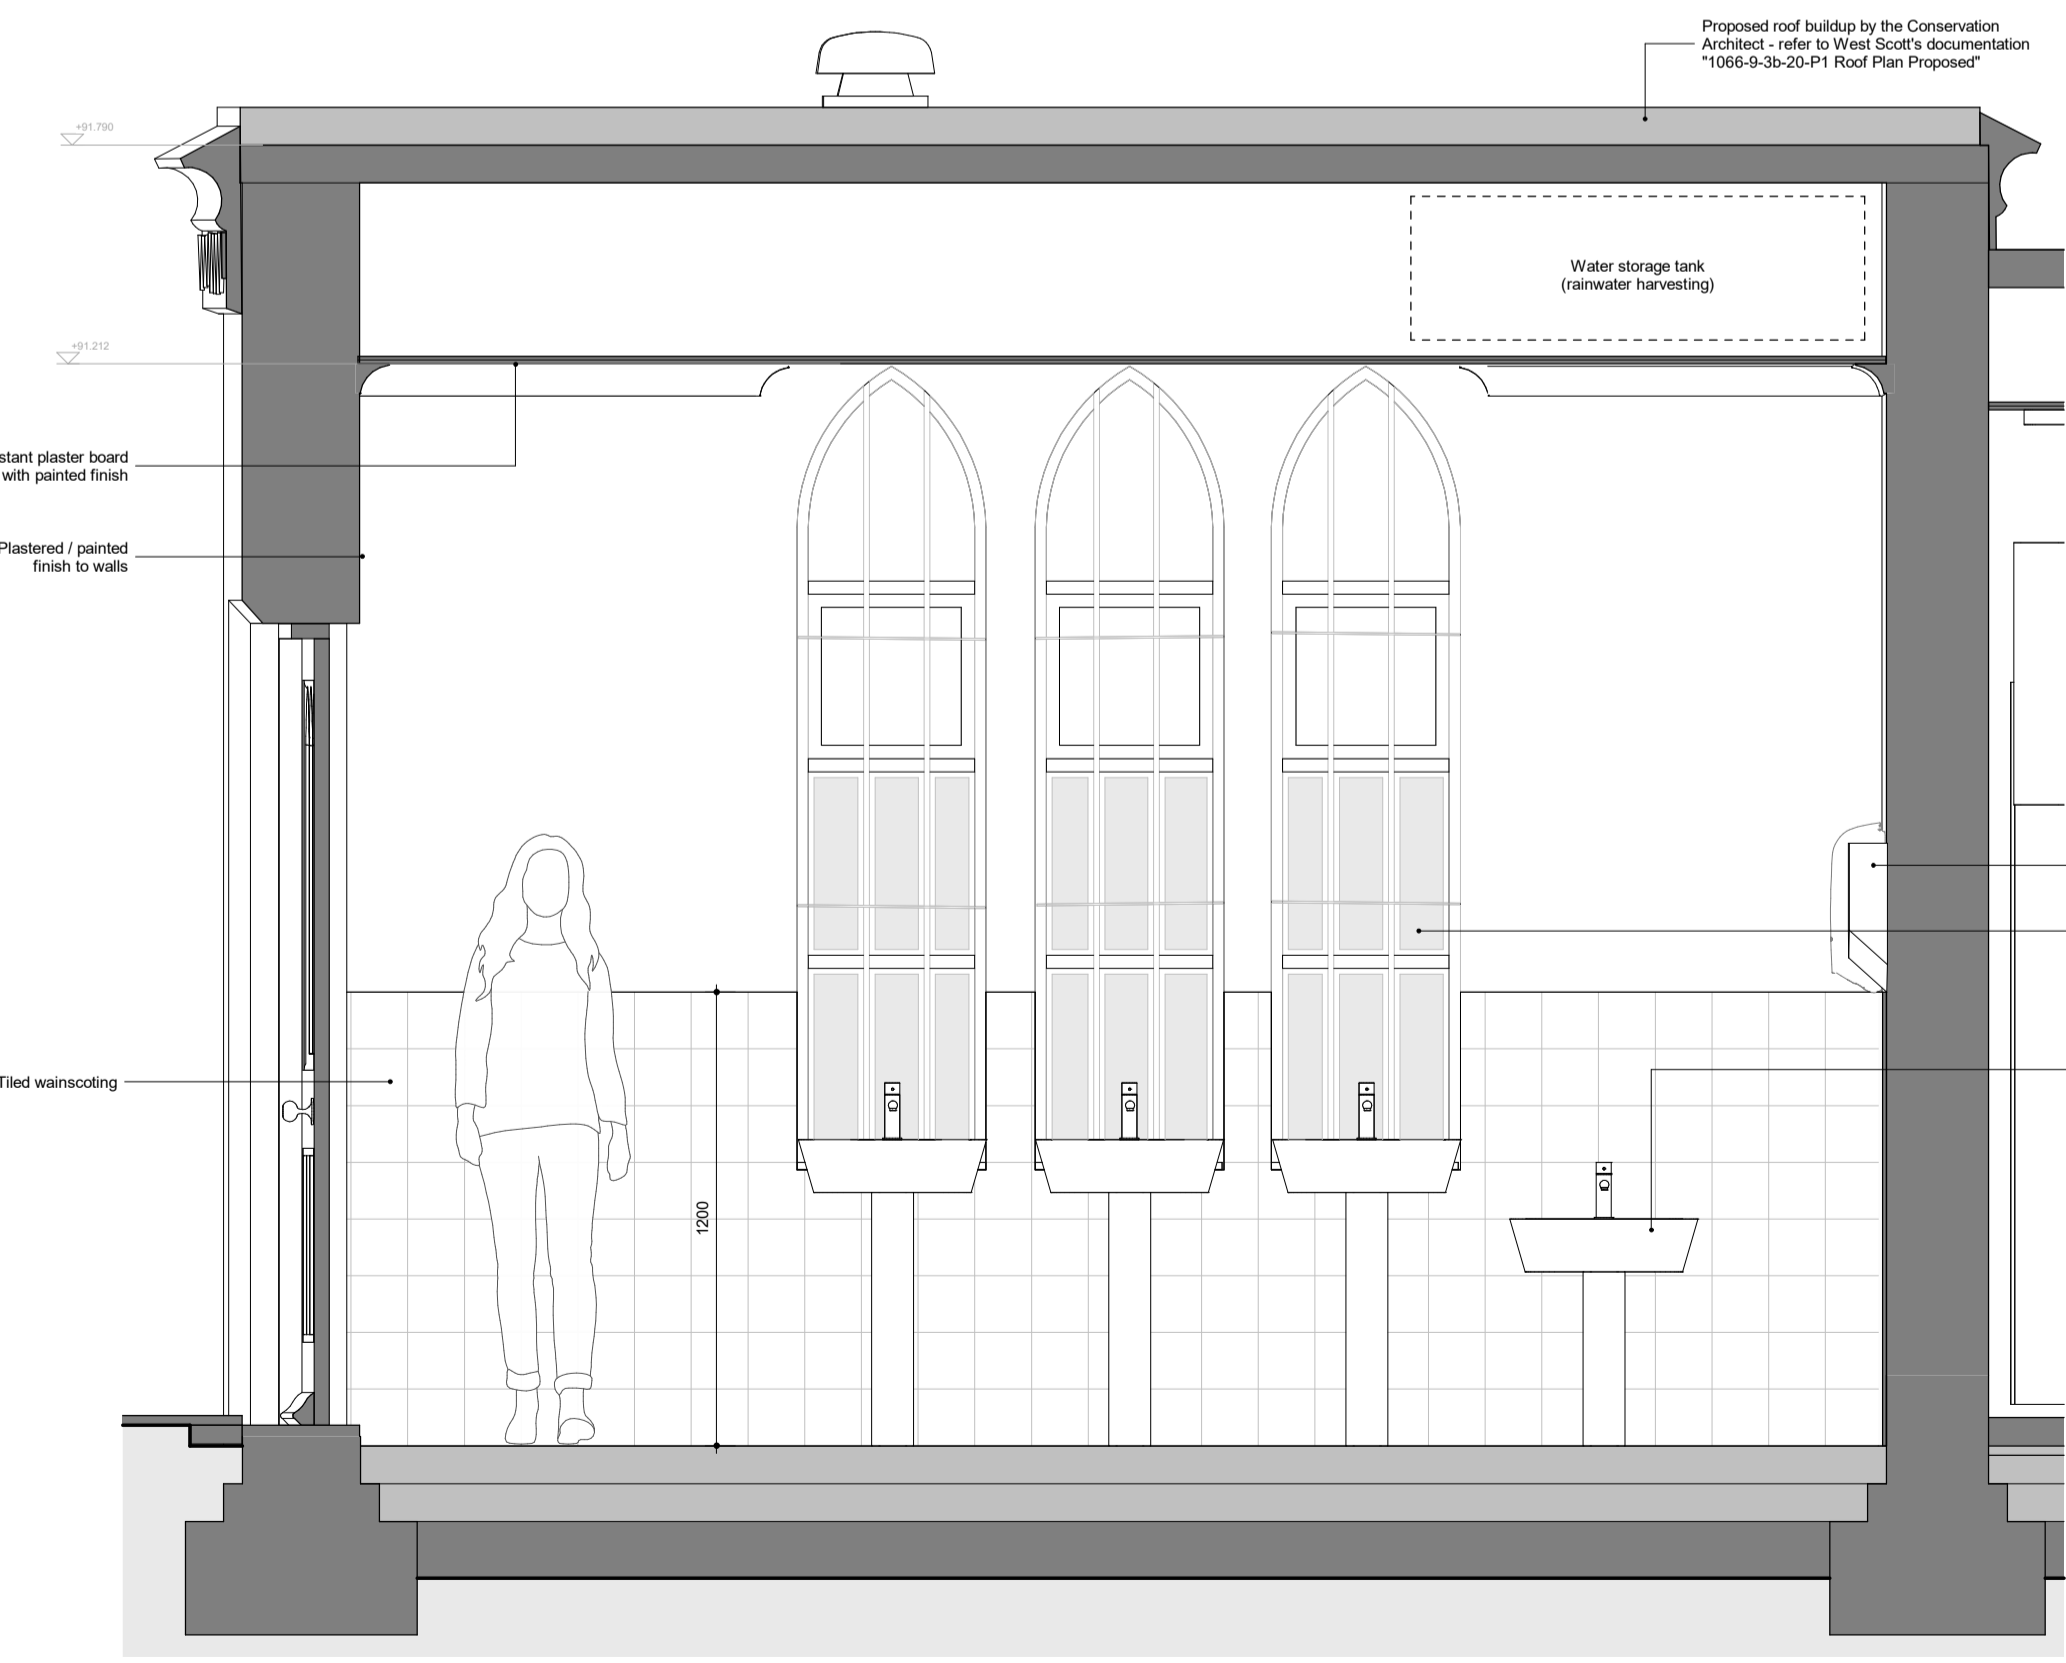 Proposed roof buildup by the Conservation
Architect - refer to West Scott's documentation
"1066-9-3b-20-P1 Roof Plan Proposed"
+91.790
Water storage tank
(rainwater harvesting)
+91.212
stant plaster board
with painted finish
Plastered / painted
finish to walls
Tiled wainscoting
1200